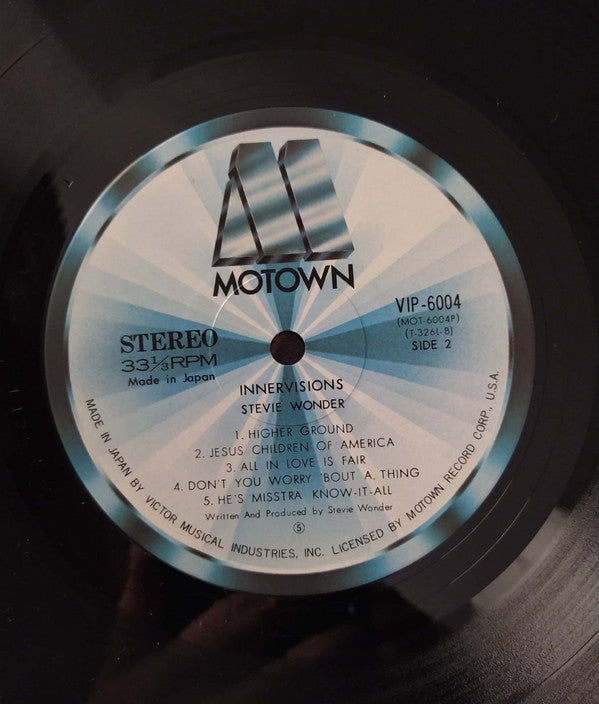 MOTOWN
VIP-6004
(MOT-6004P)
(T-326L-B)
SIDE 2
STEREO
33⅓RPM
Made in Japan
INNERVISIONS
STEVIE WONDER
1. HIGHER GROUND
2. JESUS CHILDREN OF AMERICA
3. ALL IN LOVE IS FAIR
4. DON'T YOU WORRY 'BOUT A THING
5. HE'S MISSTRA KNOW-IT-ALL
Written And Produced by Stevie Wonder
Ⓢ
MADE IN JAPAN BY VICTOR MUSICAL INDUSTRIES, INC. LICENSED BY MOTOWN RECORD CORP., U.S.A.